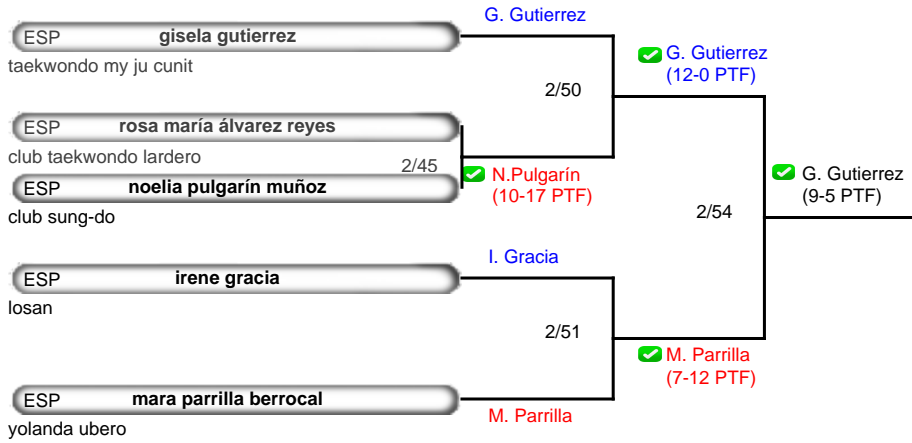 G. Gutierrez
ESP gisela gutierrez
taekwondo my ju cunit
G. Gutierrez
(12-0 PTF)
2/50
ESP rosa maría álvarez reyes
club taekwondo lardero
2/45
ESP noelia pulgarín muñoz
club sung-do
N.Pulgarín
(10-17 PTF)
G. Gutierrez
(9-5 PTF)
2/54
I. Gracia
ESP irene gracia
losan
2/51
M. Parrilla
(7-12 PTF)
ESP mara parrilla berrocal
yolanda ubero
M. Parrilla